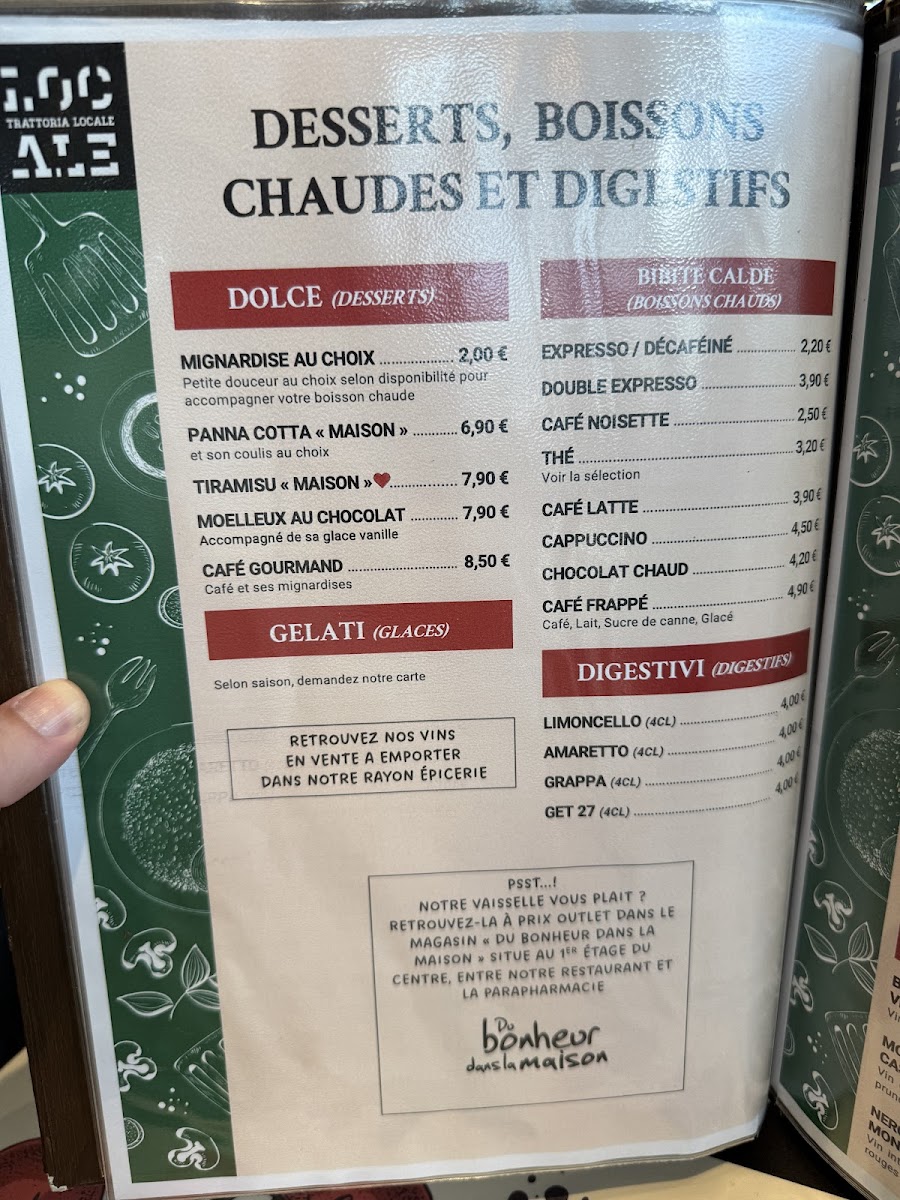 LOC
TRATTORIA LOCALE
ALE
DESSERTS, BOISSONS
CHAUDES ET DIGESTIFS
DOLCE (DESSERTS)
MIGNARDISE AU CHOIX .................. 2,00 €
Petite douceur au choix selon disponibilité pour
accompagner votre boisson chaude
PANNA COTTA « MAISON » ........... 6,90 €
et son coulis au choix
TIRAMISU « MAISON »❤................. 7,90 €
MOELLEUX AU CHOCOLAT ............ 7,90 €
Accompagné de sa glace vanille
CAFÉ GOURMAND ........................... 8,50 €
Café et ses mignardises
GELATI (GLACES)
Selon saison, demandez notre carte
RETROUVEZ NOS VINS
EN VENTE A EMPORTER
DANS NOTRE RAYON ÉPICERIE
BIBITE CALDE
(BOISSONS CHAUDS)
EXPRESSO / DÉCAFÉINÉ ............... 2,20 €
DOUBLE EXPRESSO ........................ 3,90 €
CAFÉ NOISETTE ............................... 2,50 €
THÉ ................................................... 3,20 €
Voir la sélection
CAFÉ LATTE ..................................... 3,90 €
CAPPUCCINO ................................... 4,50 €
CHOCOLAT CHAUD .......................... 4,20 €
CAFÉ FRAPPÉ .................................. 4,90 €
Café, Lait, Sucre de canne, Glacé
DIGESTIVI (DIGESTIFS)
LIMONCELLO (4CL) ........................ 4,00 €
AMARETTO (4CL) ........................... 4,00 €
GRAPPA (4CL) ................................. 4,00 €
GET 27 (4CL) ................................... 4,00 €
PSST...!
NOTRE VAISSELLE VOUS PLAIT ?
RETROUVEZ-LA À PRIX OUTLET DANS LE
MAGASIN « DU BONHEUR DANS LA
MAISON » SITUE AU 1ER ÉTAGE DU
CENTRE, ENTRE NOTRE RESTAURANT ET
LA PARAPHARMACIE
Du
bonheur
dans la maison